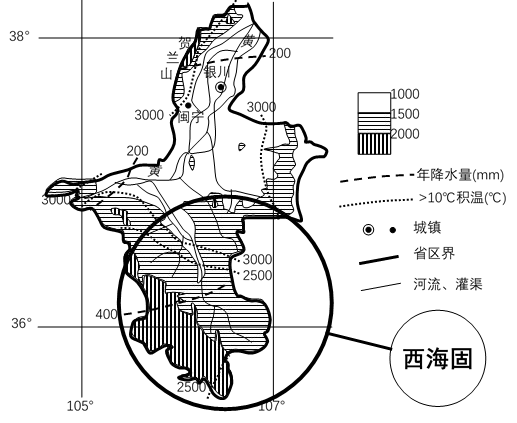 38°
贺
兰
山
黄
200
银川
闽宁
3000
3000
200
黄
3000
3000
2500
400
36°
2500
105°
107°
1000
1500
2000
年降水量(mm)
>10℃积温(℃)
城镇
省区界
河流、灌渠
西海固